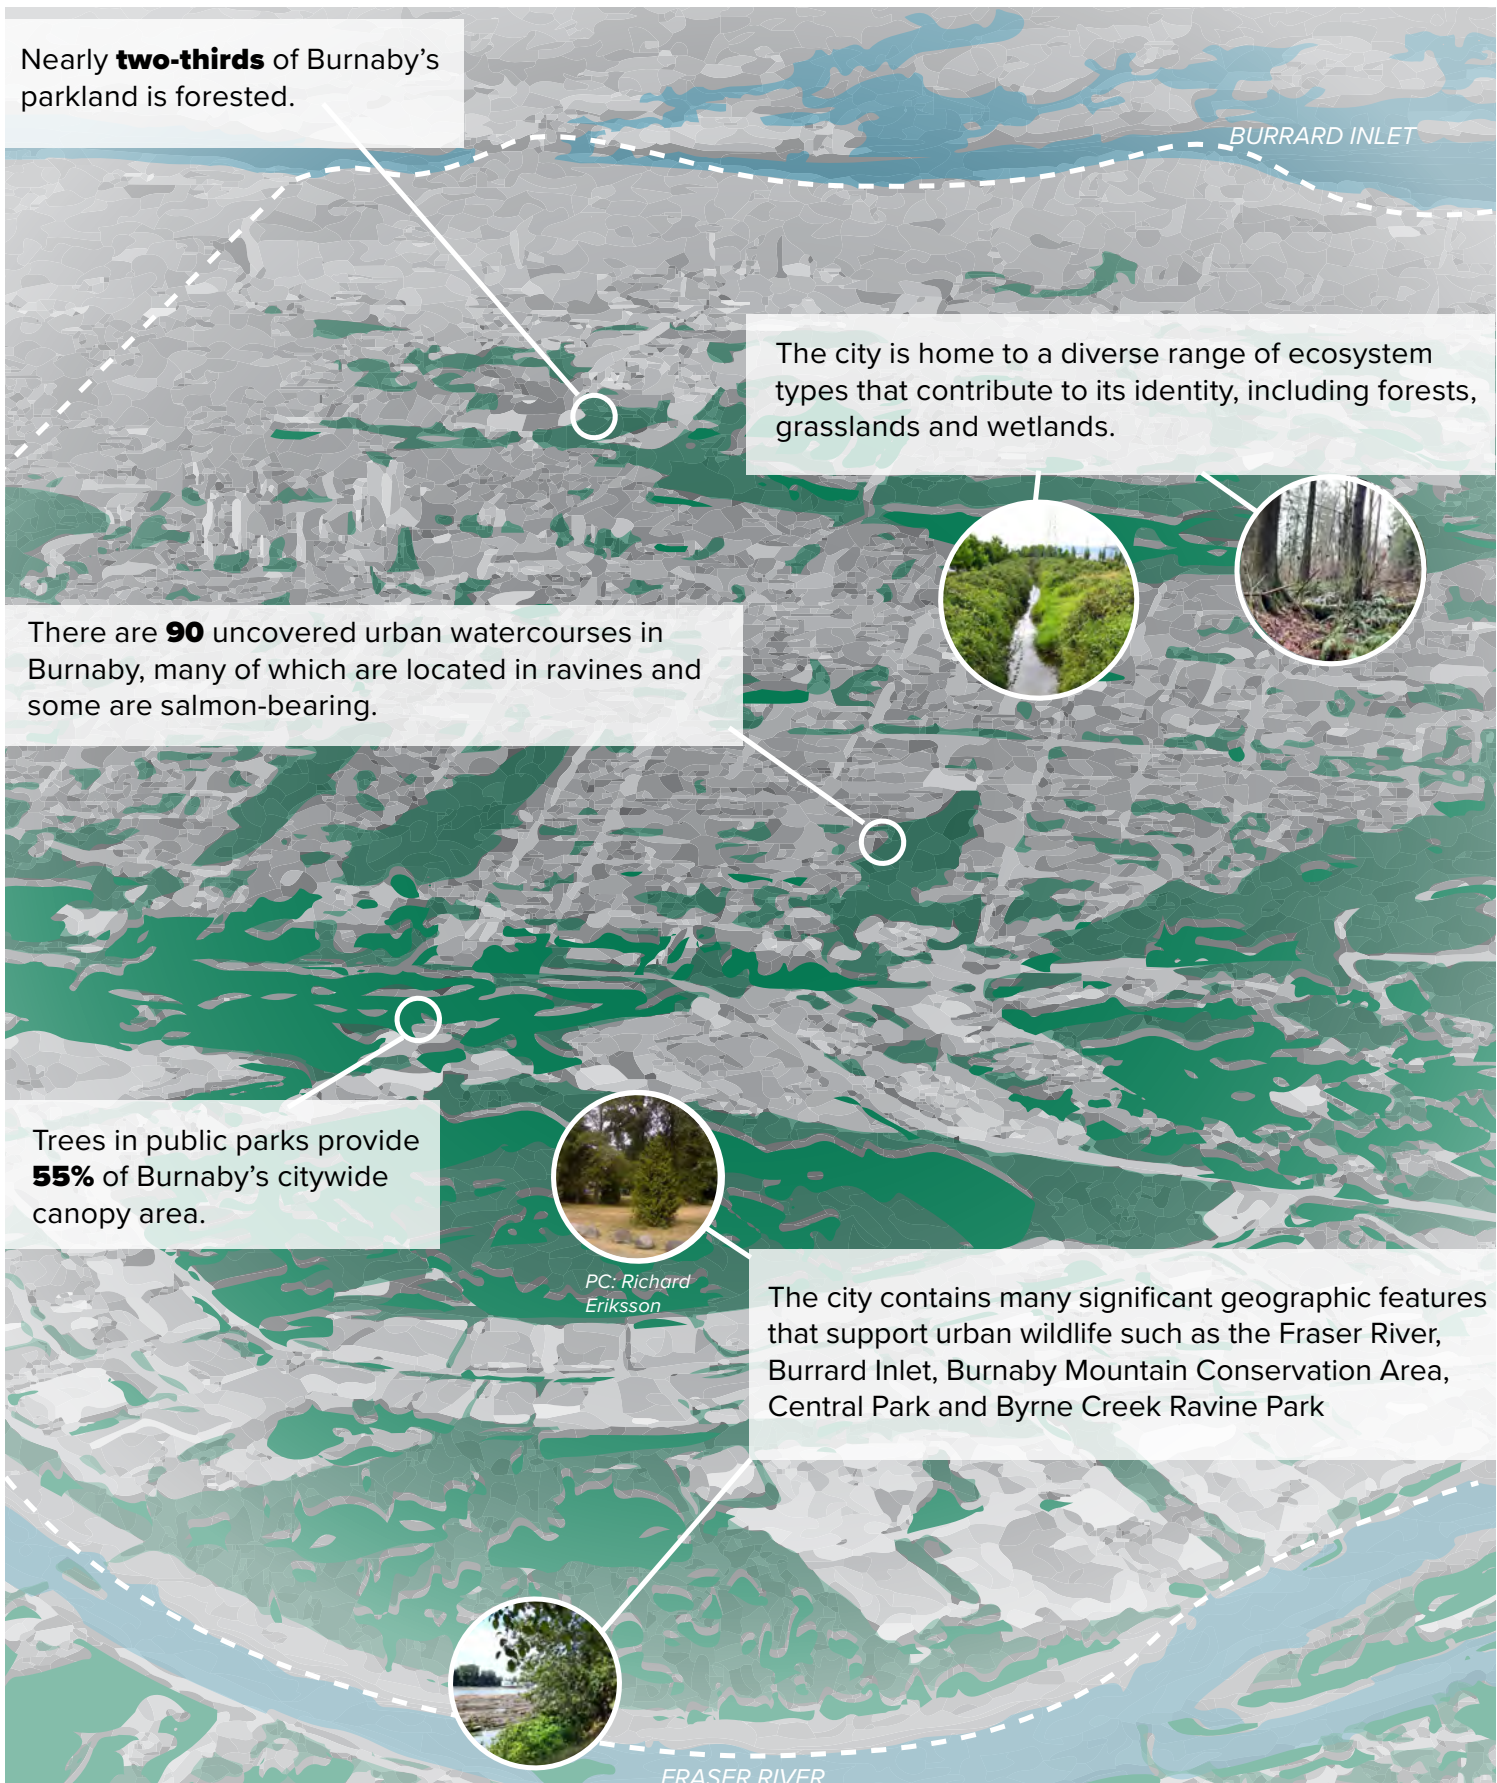 Nearly two-thirds of Burnaby's
parkland is forested.
BURRARD INLET
The city is home to a diverse range of ecosystem
types that contribute to its identity, including forests,
grasslands and wetlands.
There are 90 uncovered urban watercourses in
Burnaby, many of which are located in ravines and
some are salmon-bearing.
Trees in public parks provide
55% of Burnaby's citywide
canopy area.
PC: Richard
Eriksson
The city contains many significant geographic features
that support urban wildlife such as the Fraser River,
Burrard Inlet, Burnaby Mountain Conservation Area,
Central Park and Byrne Creek Ravine Park
FRASER RIVER